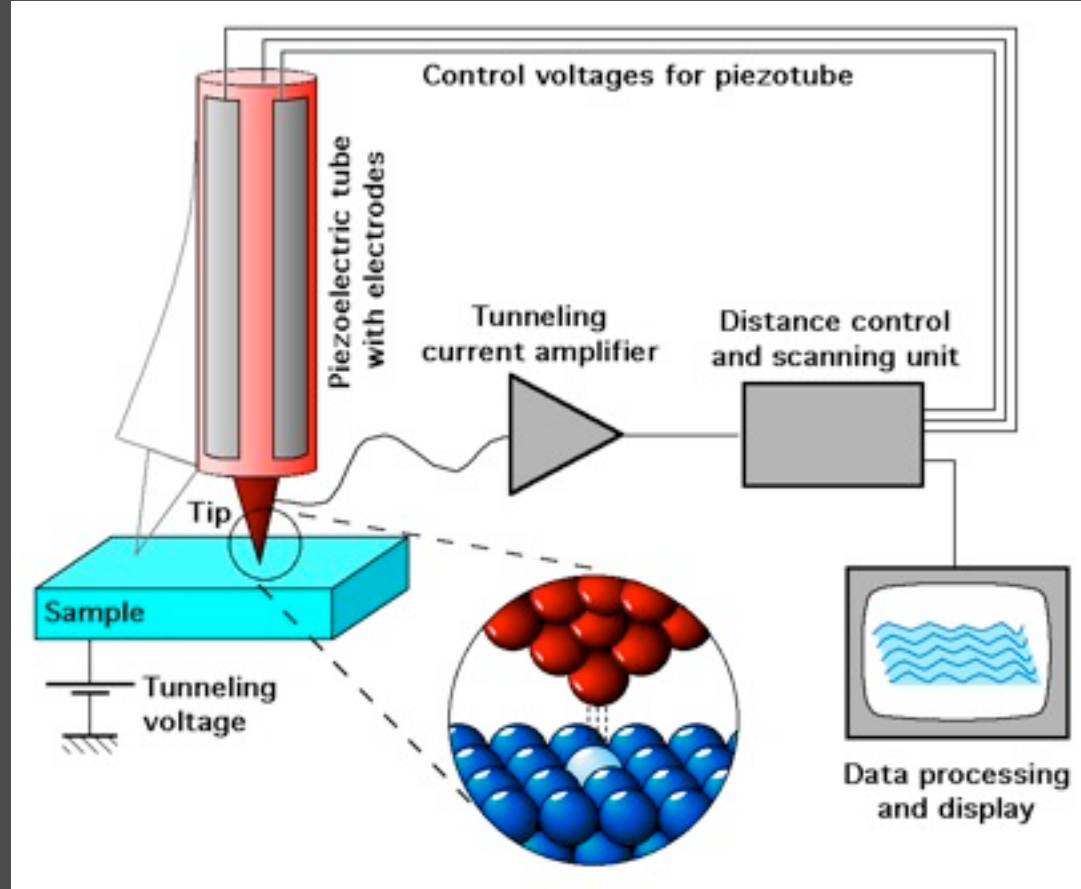 Control voltages for piezotube
Piezoelectric tube
with electrodes
Tunneling
current amplifier
Distance control
and scanning unit
Tip
Sample
Tunneling
voltage
Data processing
and display